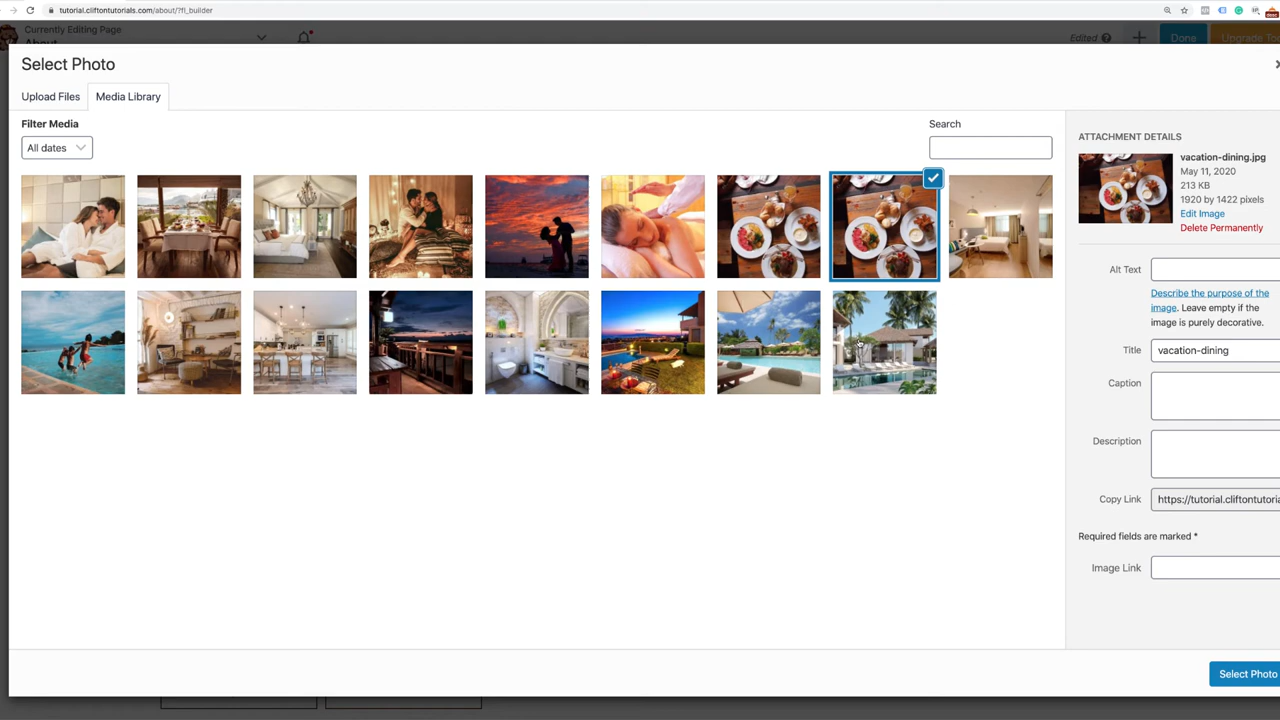 tutorial.cliftontutorials.com/about/?fl_builder
Currently Editing Page
About
Edited
Done
Upgrade
Select Photo
Upload Files
Media Library
Filter Media
Search
All dates
ATTACHMENT DETAILS
vacation-dining.jpg
May 11, 2020
213 KB
1920 by 1422 pixels
Edit Image
Delete Permanently
Alt Text
Describe the purpose of the
image. Leave empty if the
image is purely decorative.
Title
vacation-dining
Caption
Description
Copy Link
https://tutorial.cliftontutoria
Required fields are marked *
Image Link
Select Photo